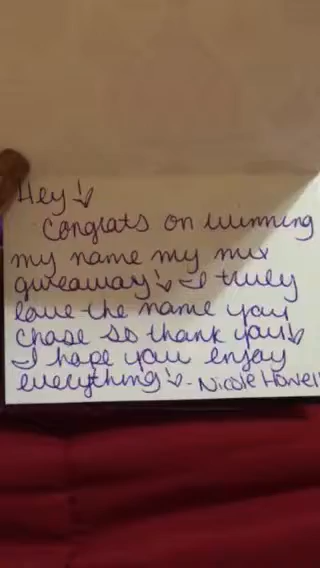 Hey!
Congrats on winning
my name my mix
giveaway! I truly
love the name you
chose so thank you!
I hope you enjoy
everything! - Nicole Howell